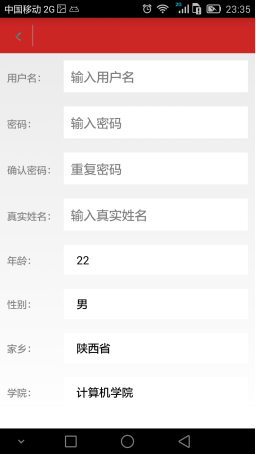 中国移动 2G 23:35
用户名： 输入用户名
密码： 输入密码
确认密码： 重复密码
真实姓名： 输入真实姓名
年龄： 22
性别： 男
家乡： 陕西省
学院： 计算机学院